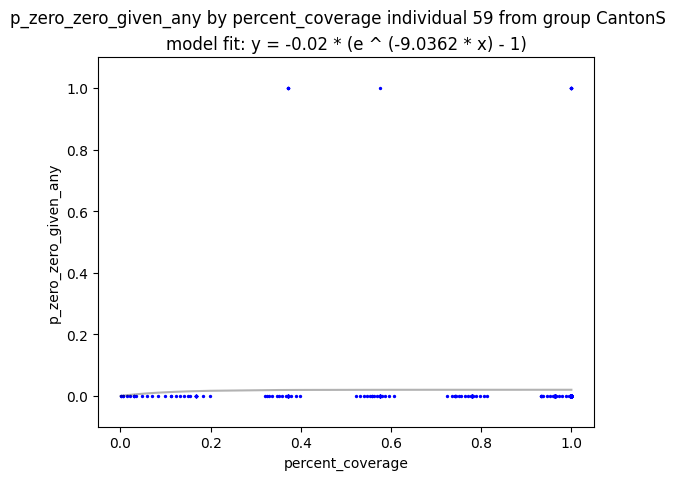 p_zero_zero_given_any by percent_coverage individual 59 from group CantonS
model fit: y = -0.02 * (e ^ (-9.0362 * x) - 1)
1.0
0.8
0.6
0.4
0.2
0.0
p_zero_zero_given_any
0.0 0.2 0.4 0.6 0.8 1.0
percent_coverage